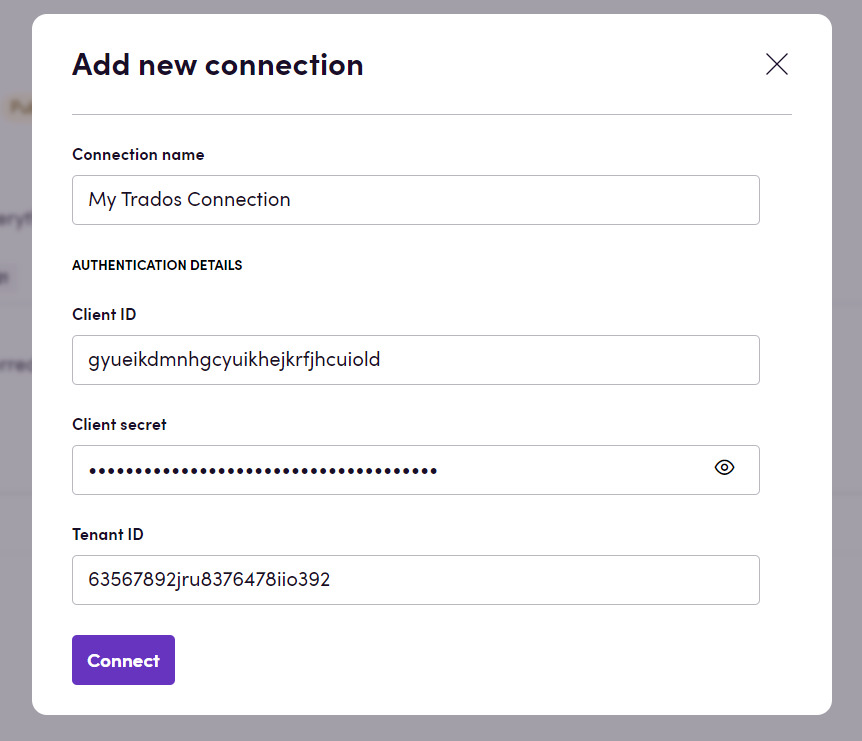 Add new connection
Connection name
My Trados Connection
AUTHENTICATION DETAILS
Client ID
gyueikdmnhgcyuikhejkrfjhcuiold
Client secret
••••••••••••••••••••••••••••••••••••••
Tenant ID
63567892jru8376478iio392
Connect